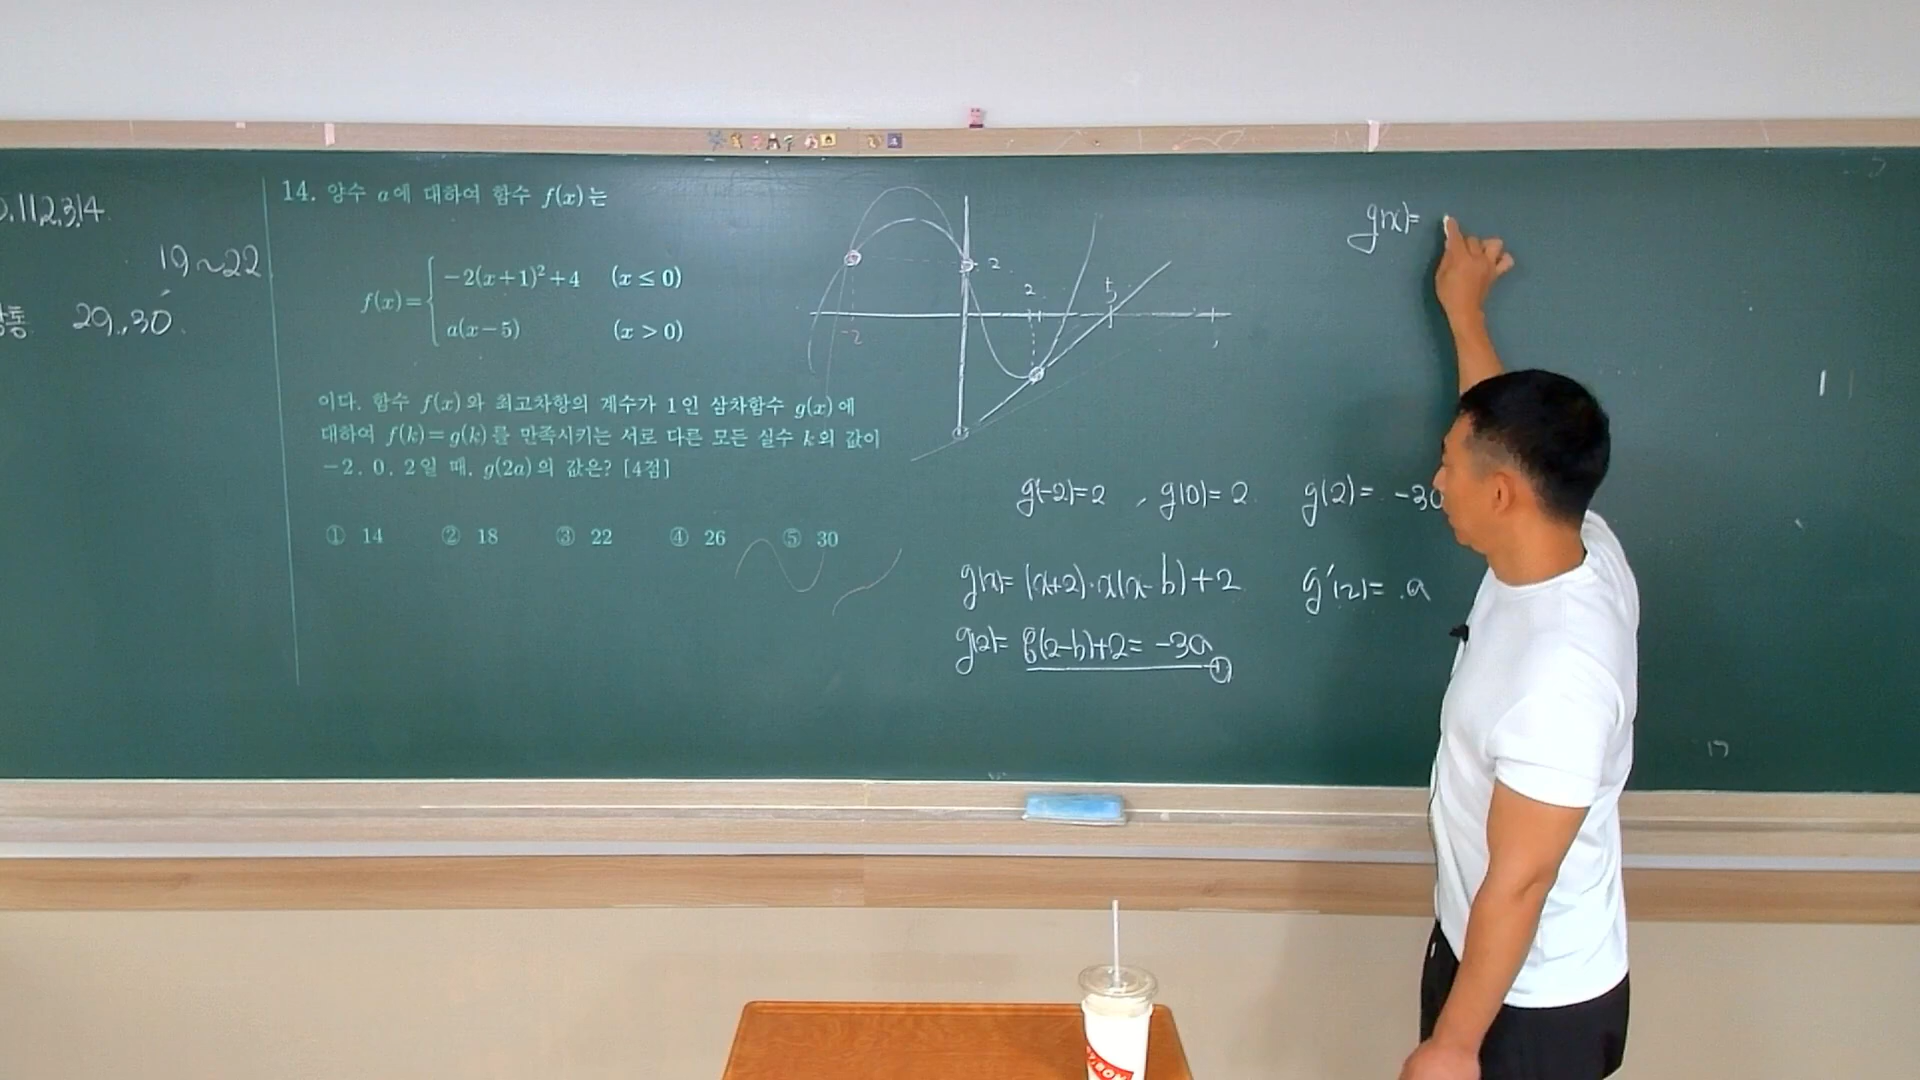 0.112,3,14
19~22
29,,30
14. 양수 a에 대하여 함수 f(x)는
f(x)={ -2(x+1)²+4 (x≤0)
a(x-5) (x>0)
이다. 함수 f(x)와 최고차항의 계수가 1인 삼차함수 g(x)에
대하여 f(k)=g(k)를 만족시키는 서로 다른 모든 실수 k의 값이
-2, 0, 2일 때, g(2a)의 값은? [4점]
① 14 ② 18 ③ 22 ④ 26 ⑤ 30
2
-2
2
5
g(x)=
g(-2)=2 , g(0)=2 g(2)= -30
g(x)= (x+2)·x(x-b)+2 g'(2)= .a
g(2)= 8(2-b)+2= -3a ①
17